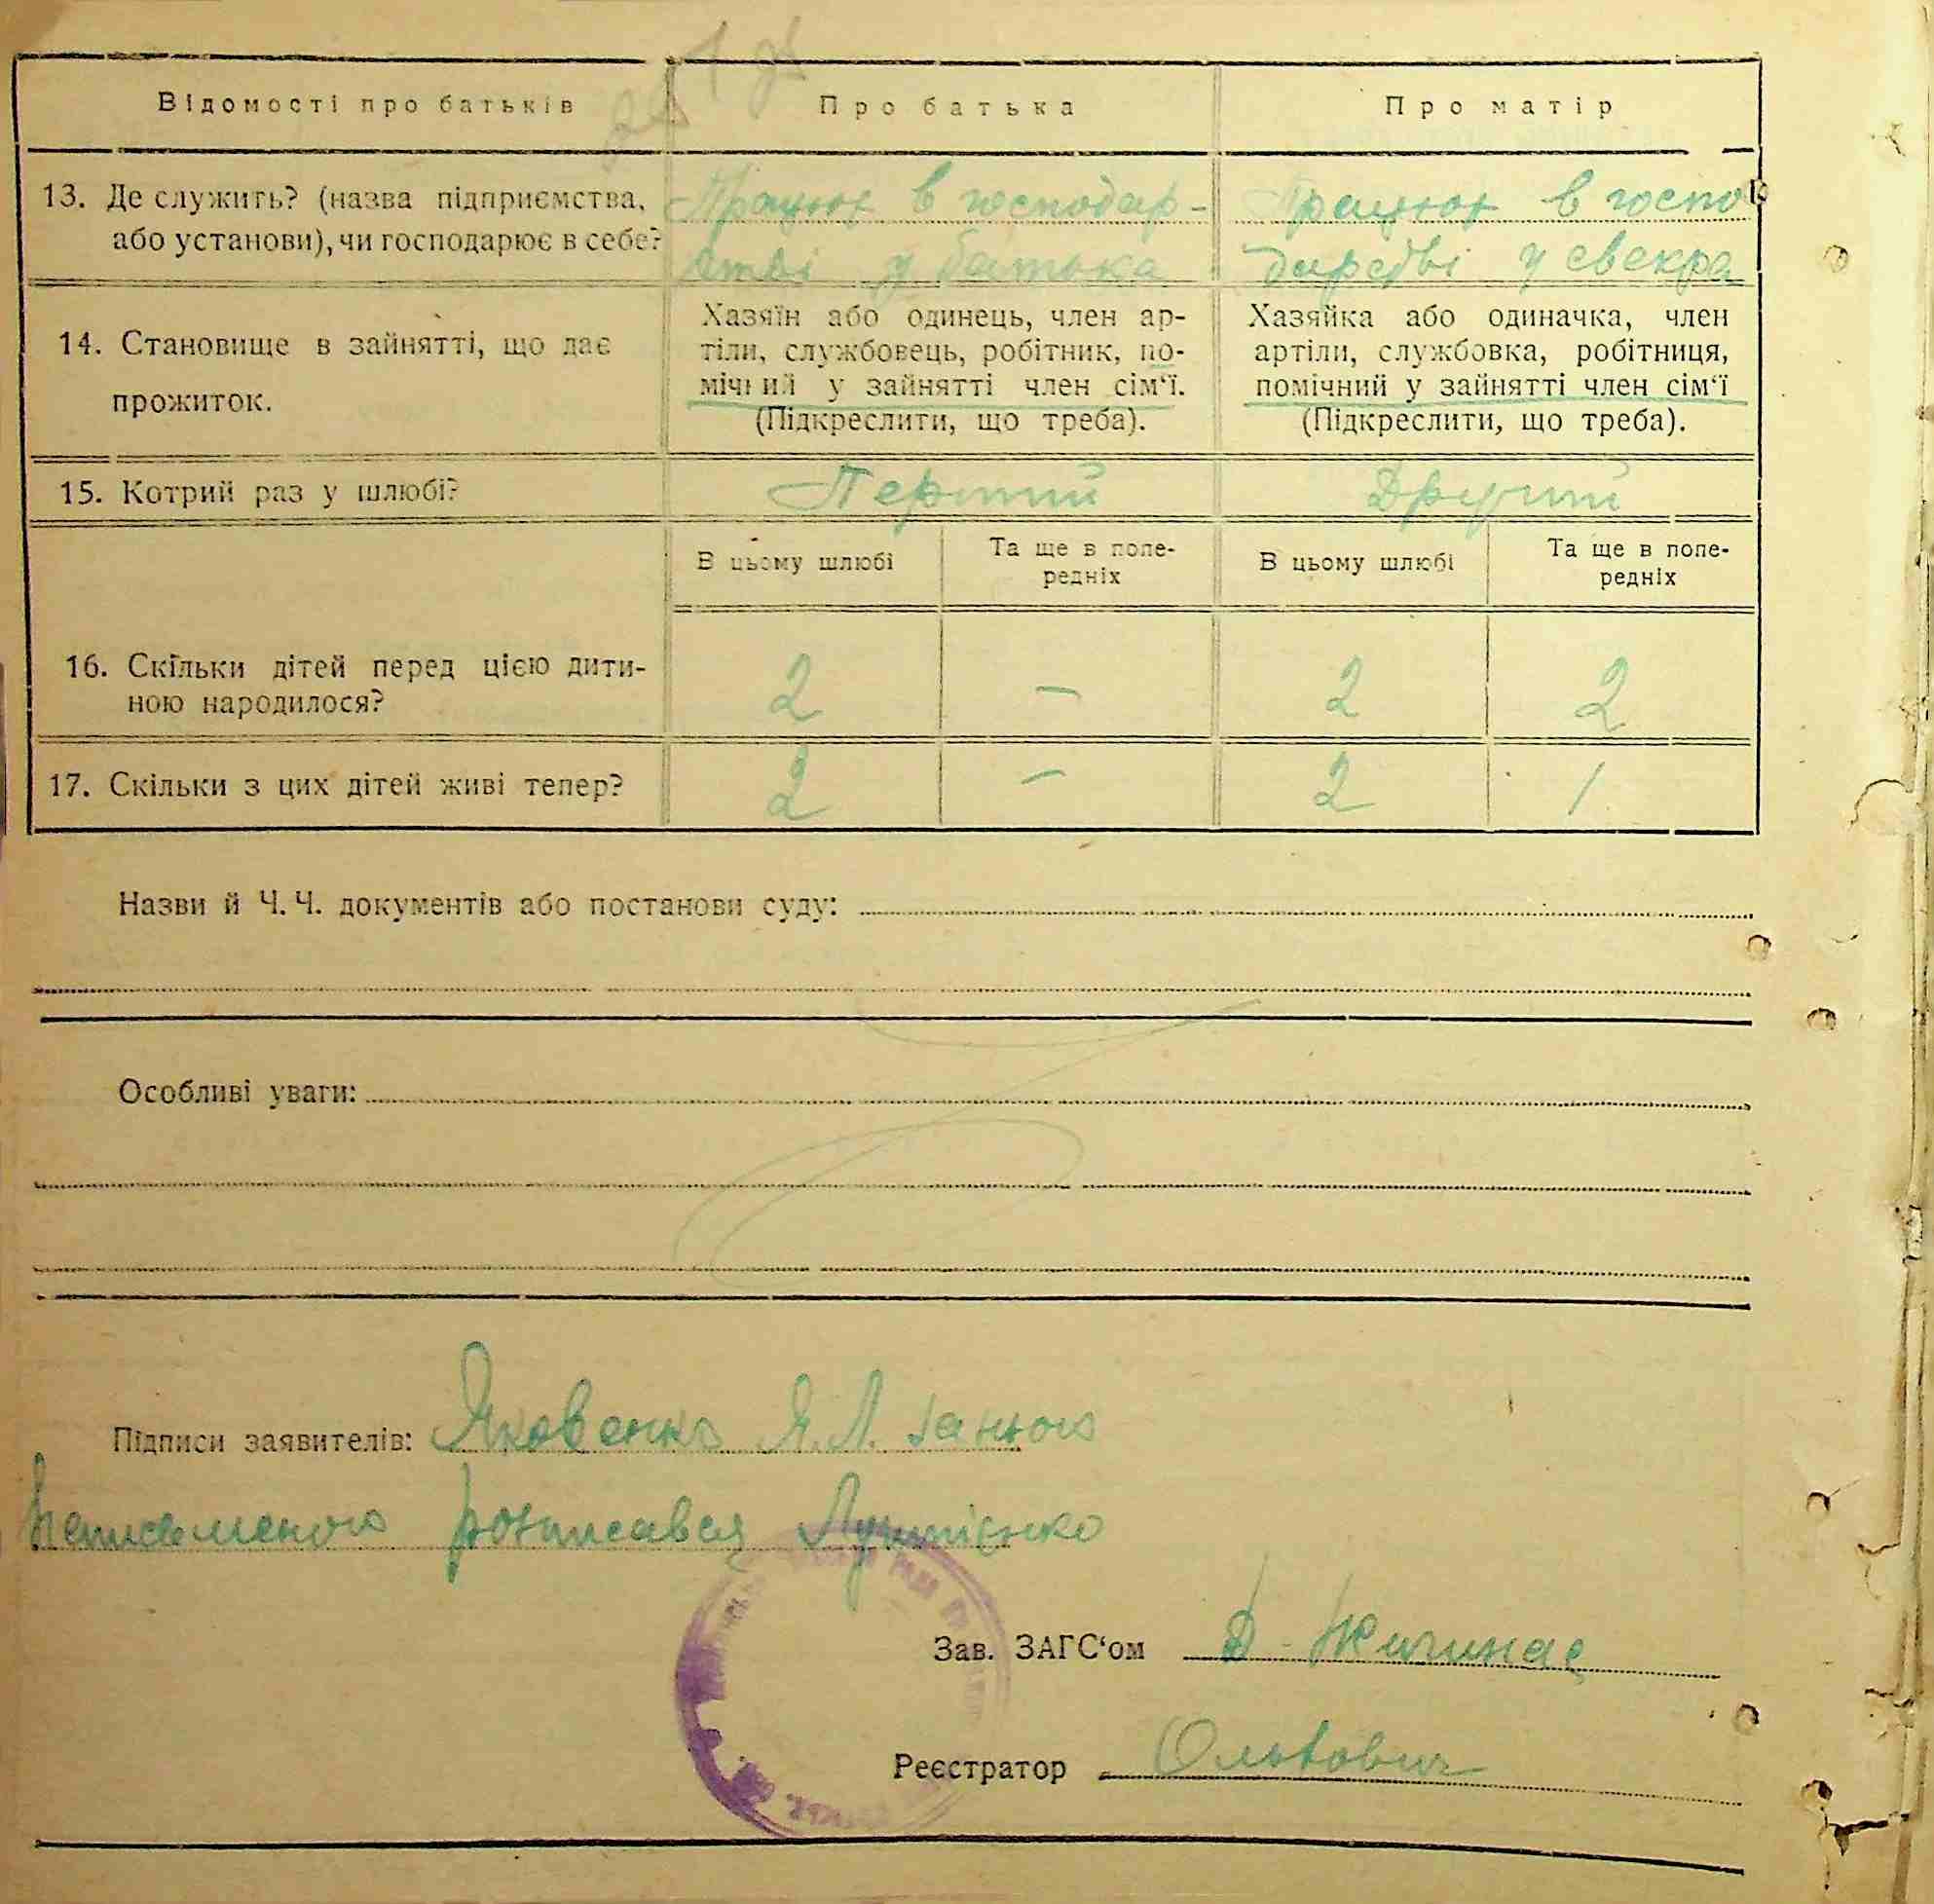 Відомості про батьків Про батька Про матір
13. Де служить? (назва підприємства, або установи), чи господарює в себе?
Працює в господар-
стві у батька
Працює в госпо
дарстві у свекра
14. Становище в зайнятті, що дає
прожиток.
Хазяїн або одинець, член ар-
тіли, службовець, робітник, по-
мічний у зайнятті член сім‘ї.
(Підкреслити, що треба).
Хазяйка або одиначка, член
артіли, службовка, робітниця,
помічний у зайнятті член сім‘ї
(Підкреслити, що треба).
15. Котрий раз у шлюбі? Перший Другий
В цьому шлюбі
Та ще в попе-
редніх
В цьому шлюбі
Та ще в попе-
редніх
16. Скільки дітей перед цією дити-
ною народилося?
2 – 2 2
17. Скільки з цих дітей живі тепер? 2 – 2 1
Назви й Ч. Ч. документів або постанови суду:
Особливі уваги:
Підписи заявителів: Яковенко Я. Л.
неписьменого розписався
Зав. ЗАГС‘ом
Реєстратор Ольховик